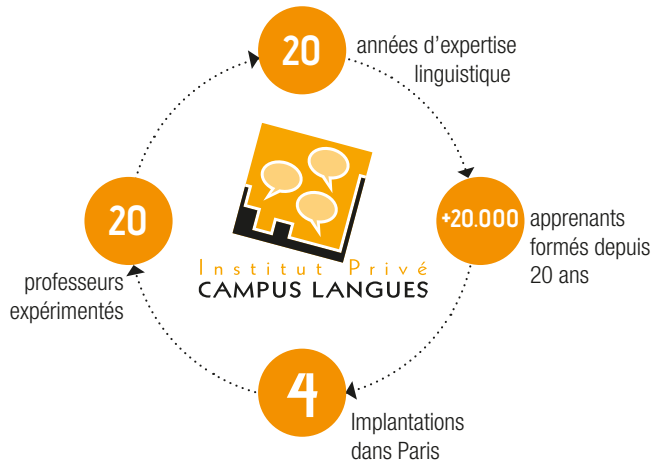 20
années d'expertise
linguistique
+20.000
apprenants
formés depuis
20 ans
4
Implantations
dans Paris
20
professeurs
expérimentés
Institut Privé
CAMPUS LANGUES